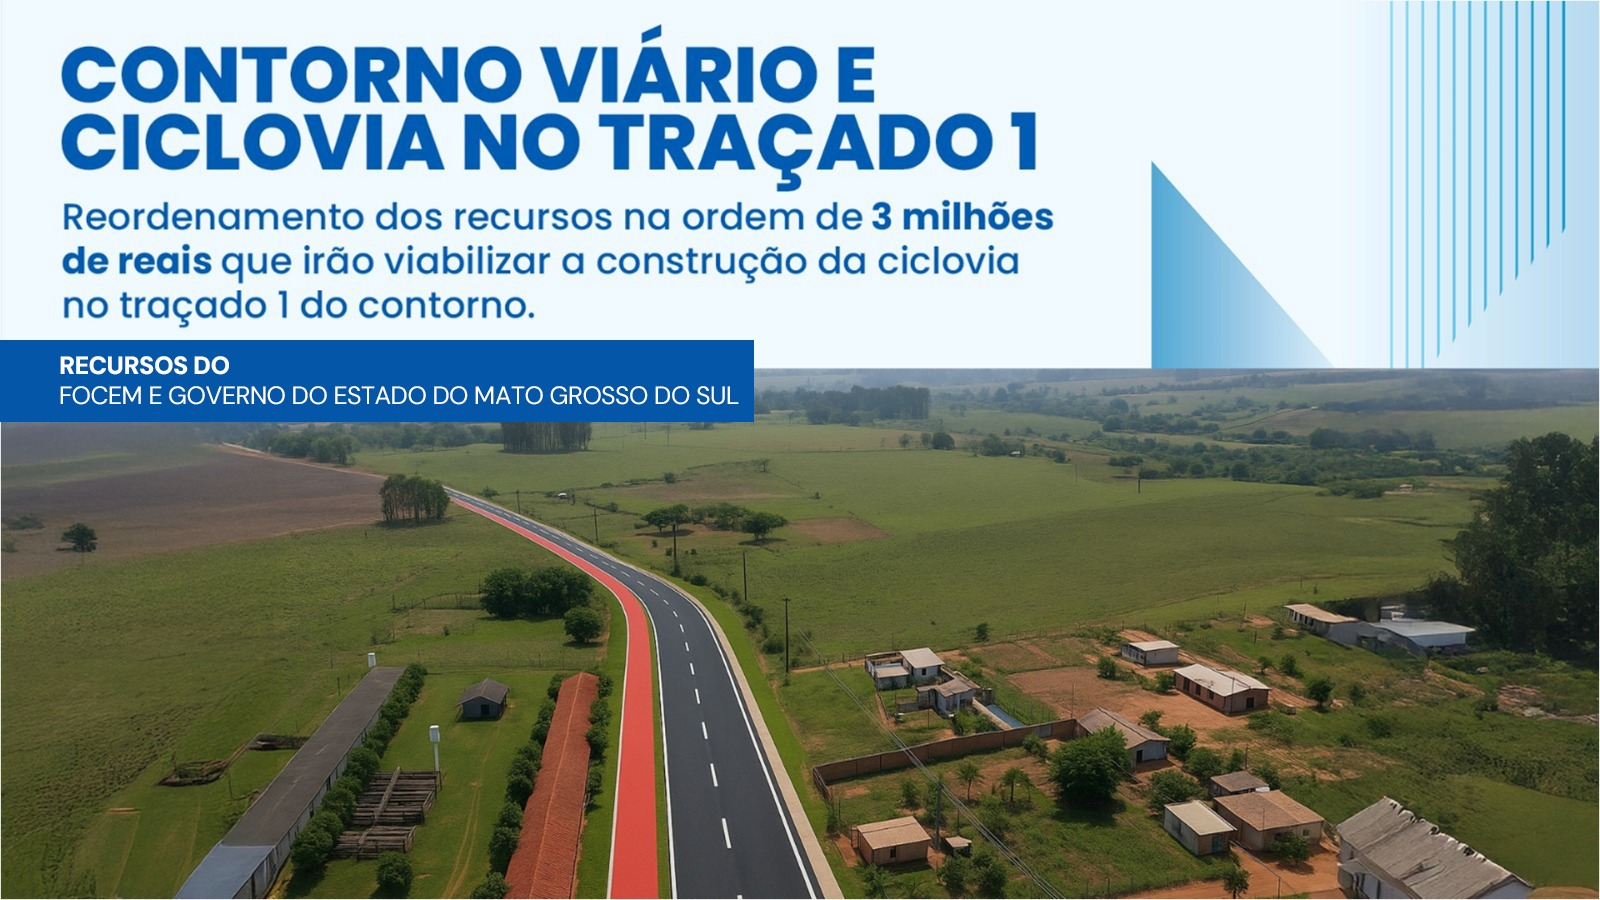 CONTORNO VIÁRIO E
CICLOVIA NO TRAÇADO 1
Reordenamento dos recursos na ordem de 3 milhões
de reais que irão viabilizar a construção da ciclovia
no traçado 1 do contorno.
RECURSOS DO
FOCEM E GOVERNO DO ESTADO DO MATO GROSSO DO SUL